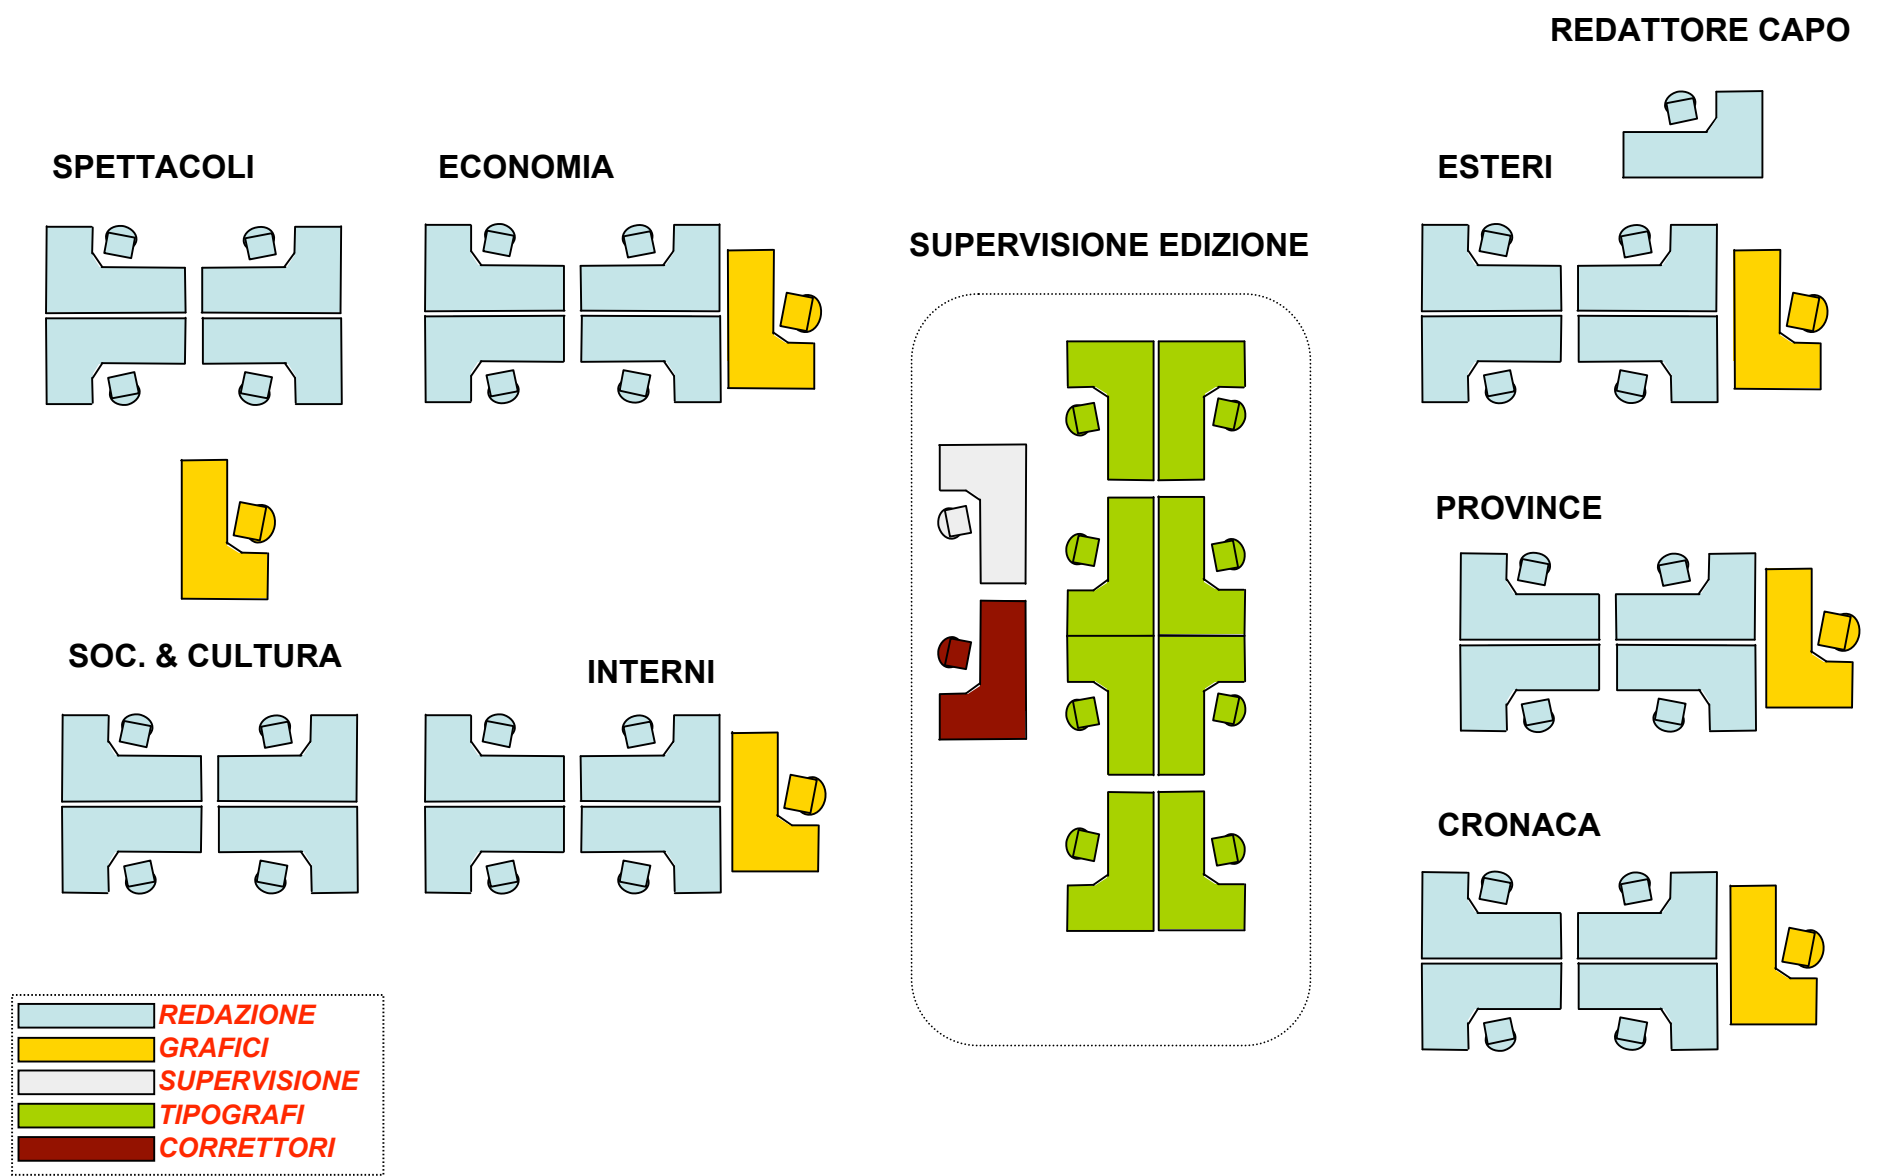 REDATTORE CAPO
SPETTACOLI
ECONOMIA
ESTERI
SUPERVISIONE EDIZIONE
PROVINCE
SOC. & CULTURA
INTERNI
CRONACA
REDAZIONE
GRAFICI
SUPERVISIONE
TIPOGRAFI
CORRETTORI